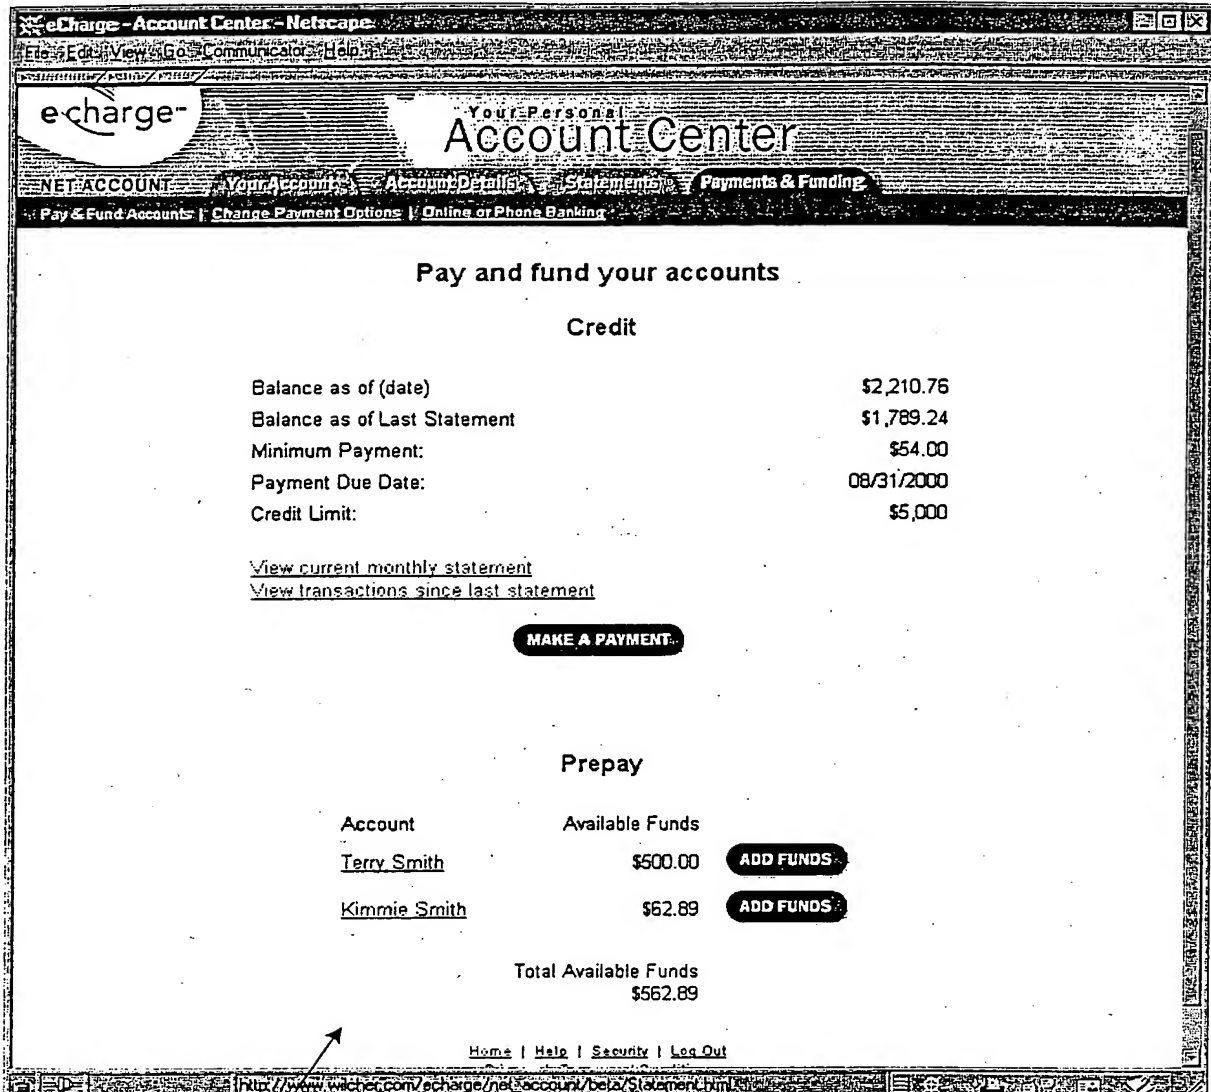 eCharge - Account Center - Netscape
File Edit View Go Communicator Help
echarge™
Your Personal
Account Center
NET ACCOUNT Your Account Account Details Statements Payments & Funding
Pay & Fund Accounts | Change Payment Options | Online or Phone Banking
Pay and fund your accounts
Credit
Balance as of (date) $2,210.76
Balance as of Last Statement $1,789.24
Minimum Payment: $54.00
Payment Due Date: 08/31/2000
Credit Limit: $5,000
View current monthly statement
View transactions since last statement
MAKE A PAYMENT
Prepay
Account Available Funds
Terry Smith $500.00 ADD FUNDS
Kimmie Smith $62.89 ADD FUNDS
Total Available Funds
$562.89
Home | Help | Security | Log Out
http://www.wilcher.com/echarge/net_account/beta/Statement.html